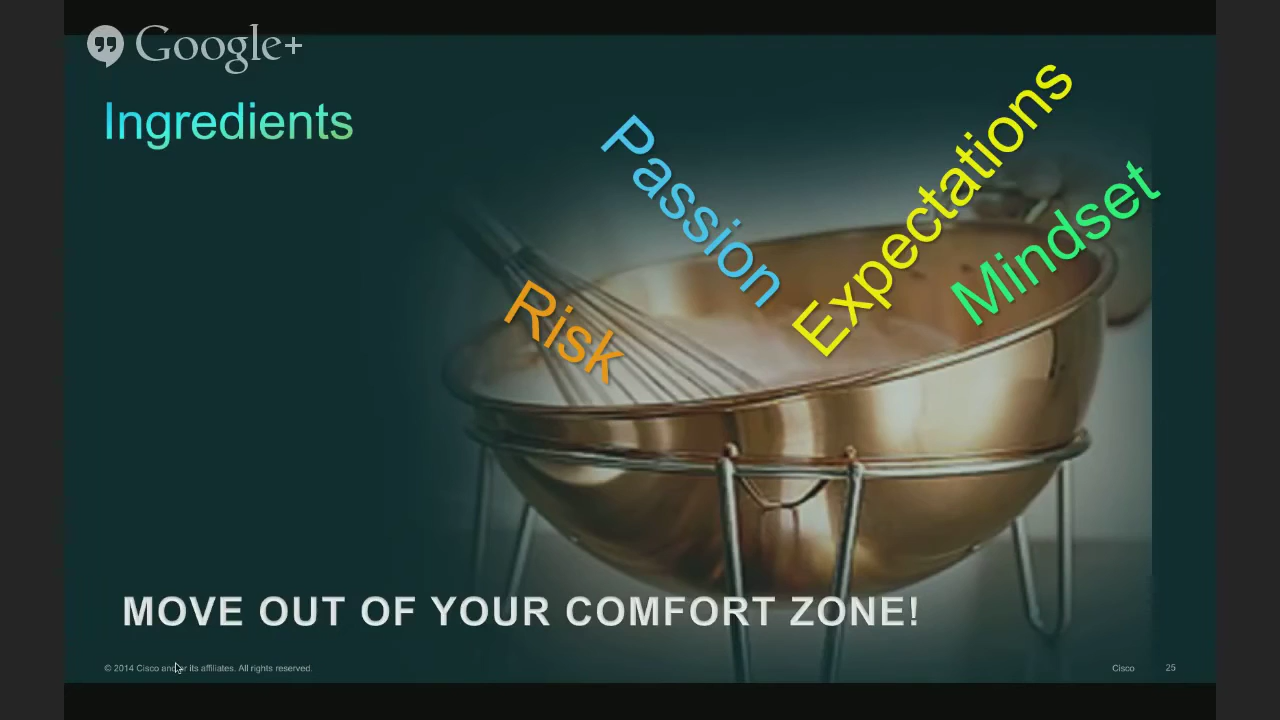 Google+
Ingredients
Passion
Expectations
Mindset
Risk
MOVE OUT OF YOUR COMFORT ZONE!
© 2014 Cisco and/or its affiliates. All rights reserved.
Cisco
25